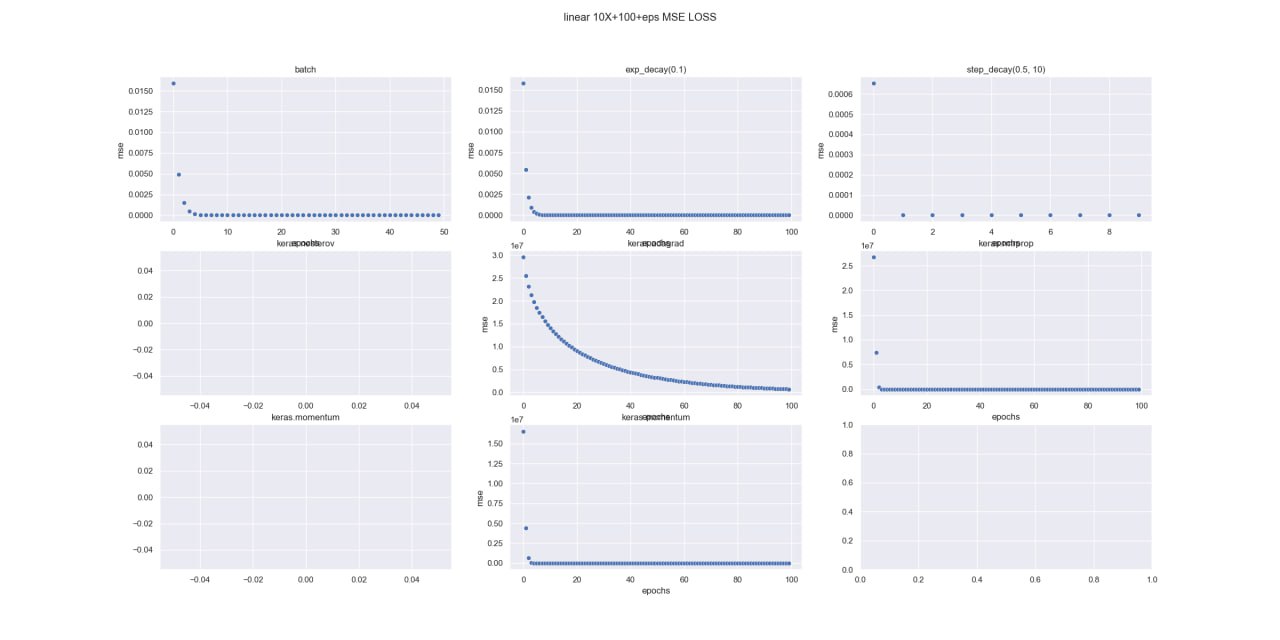 linear 10X+100+eps MSE LOSS
batch
exp_decay(0.1)
step_decay(0.5, 10)
mse
0.0150
0.0125
0.0100
0.0075
0.0050
0.0025
0.0000
0 10 20 30 40 50
mse
0.0150
0.0125
0.0100
0.0075
0.0050
0.0025
0.0000
0 20 40 60 80 100
mse
0.0006
0.0005
0.0004
0.0003
0.0002
0.0001
0.0000
0 2 4 6 8
0.04
0.02
0.00
−0.02
−0.04
−0.04 −0.02 0.00 0.02 0.04
1e7
mse
3.0
2.5
2.0
1.5
1.0
0.5
0.0
0 20 40 60 80 100
1e7
mse
2.5
2.0
1.5
1.0
0.5
0.0
0 20 40 60 80 100
epochs
keras.momentum
0.04
0.02
0.00
−0.02
−0.04
−0.04 −0.02 0.00 0.02 0.04
1e7
mse
1.50
1.25
1.00
0.75
0.50
0.25
0.00
0 20 40 60 80 100
epochs
1.0
0.8
0.6
0.4
0.2
0.0
0.0 0.2 0.4 0.6 0.8 1.0